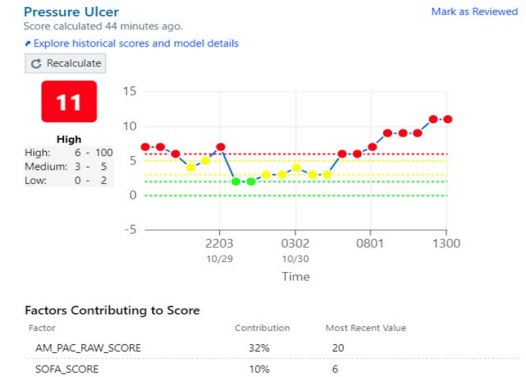 Pressure Ulcer
Mark as Reviewed
Score calculated 44 minutes ago.
Explore historical scores and model details
Recalculate
11
High
High: 6 - 100
Medium: 3 - 5
Low: 0 - 2
15
10
5
0
-5
2203 0302 0801 1300
10/29 10/30
Time
Factors Contributing to Score
Factor Contribution Most Recent Value
AM_PAC_RAW_SCORE 32% 20
SOFA_SCORE 10% 6